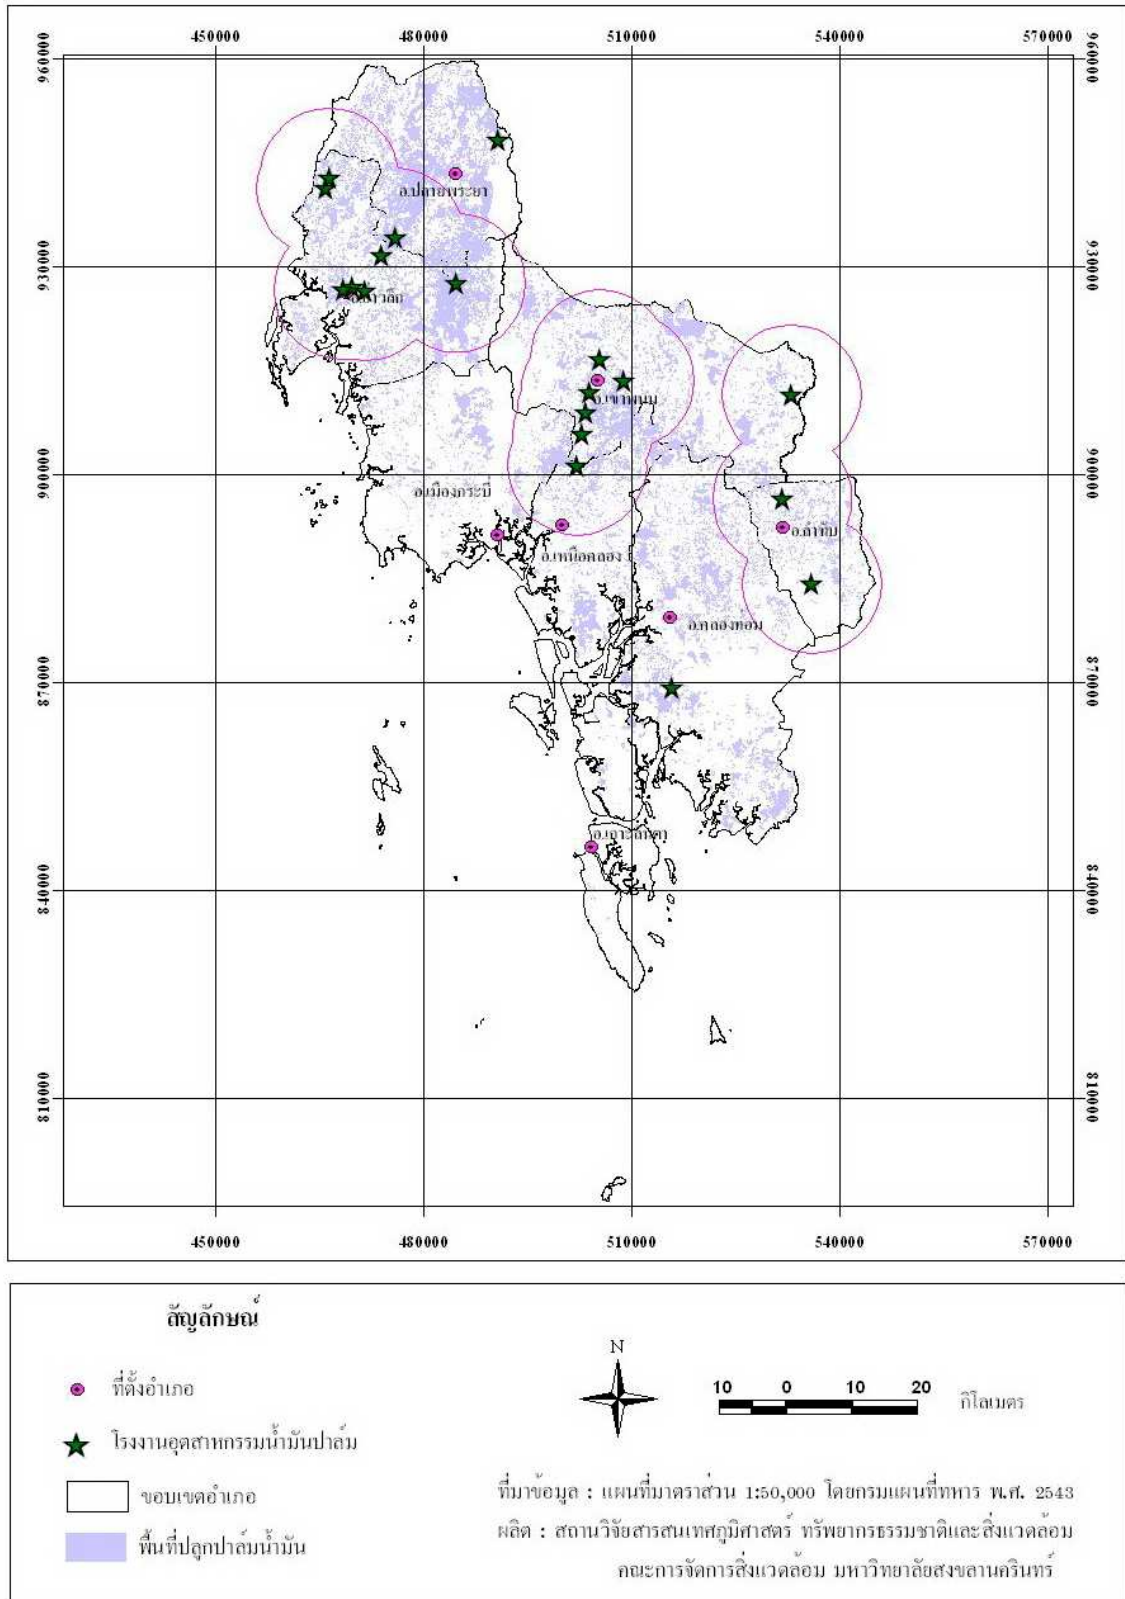 450000 480000 510000 540000 570000
960000 960000
อ.ปลายพระยา
930000 930000
อ.อ่าวลึก
อ.เขาพนม
900000 900000
อ.เมืองกระบี่
อ.ลำทับ
อ.เหนือคลอง
อ.คลองท่อม
870000 870000
อ.เกาะลันตา
840000 840000
810000 810000
450000 480000 510000 540000 570000
สัญลักษณ์
ที่ตั้งอำเภอ
โรงงานอุตสาหกรรมน้ำมันปาล์ม
ขอบเขตอำเภอ
พื้นที่ปลูกปาล์มน้ำมัน
N
10 0 10 20
กิโลเมตร
ที่มาข้อมูล : แผนที่มาตราส่วน 1:50,000 โดยกรมแผนที่ทหาร พ.ศ. 2543
ผลิต : สถานวิจัยสารสนเทศภูมิศาสตร์ ทรัพยากรธรรมชาติและสิ่งแวดล้อม
คณะการจัดการสิ่งแวดล้อม มหาวิทยาลัยสงขลานครินทร์